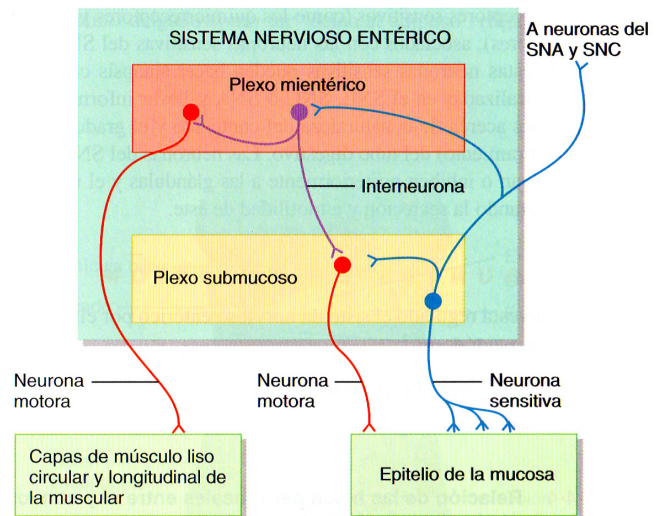 A neuronas del
SNA y SNC
SISTEMA NERVIOSO ENTÉRICO
Plexo mientérico
Interneurona
Plexo submucoso
Neurona
motora
Neurona
motora
Neurona
sensitiva
Capas de músculo liso
circular y longitudinal de
la muscular
Epitelio de la mucosa